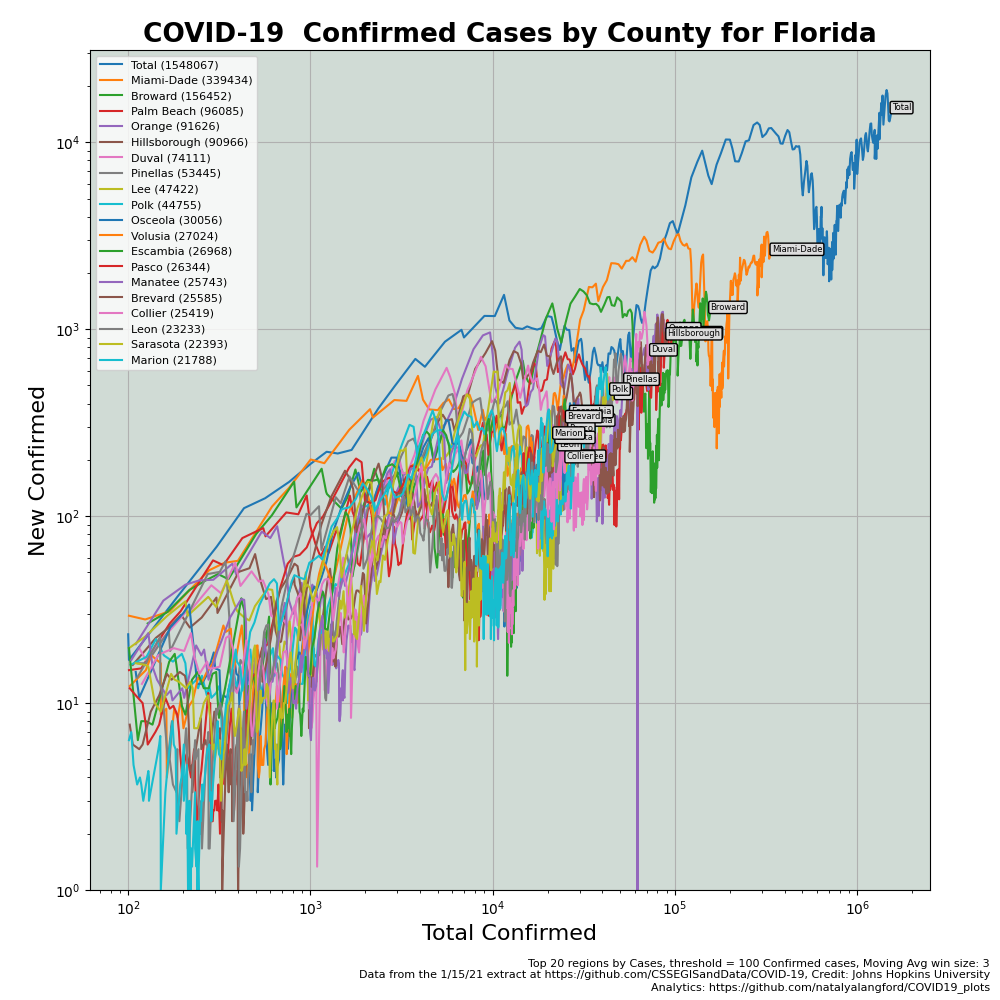 COVID-19  Confirmed Cases by County for Florida
Total (1548067)
Miami-Dade (339434)
Broward (156452)
Palm Beach (96085)
Orange (91626)
Hillsborough (90966)
Duval (74111)
Pinellas (53445)
Lee (47422)
Polk (44755)
Osceola (30056)
Volusia (27024)
Escambia (26968)
Pasco (26344)
Manatee (25743)
Brevard (25585)
Collier (25419)
Leon (23233)
Sarasota (22393)
Marion (21788)
Total
Miami-Dade
Broward
Hillsborough
Duval
Pinellas
Polk
Brevard
Marion
Collier
New Confirmed
10^4
10^3
10^2
10^1
10^0
10^2
10^3
10^4
10^5
10^6
Total Confirmed
Top 20 regions by Cases, threshold = 100 Confirmed cases, Moving Avg win size: 3
Data from the 1/15/21 extract at https://github.com/CSSEGISandData/COVID-19, Credit: Johns Hopkins University
Analytics: https://github.com/natalyalangford/COVID19_plots